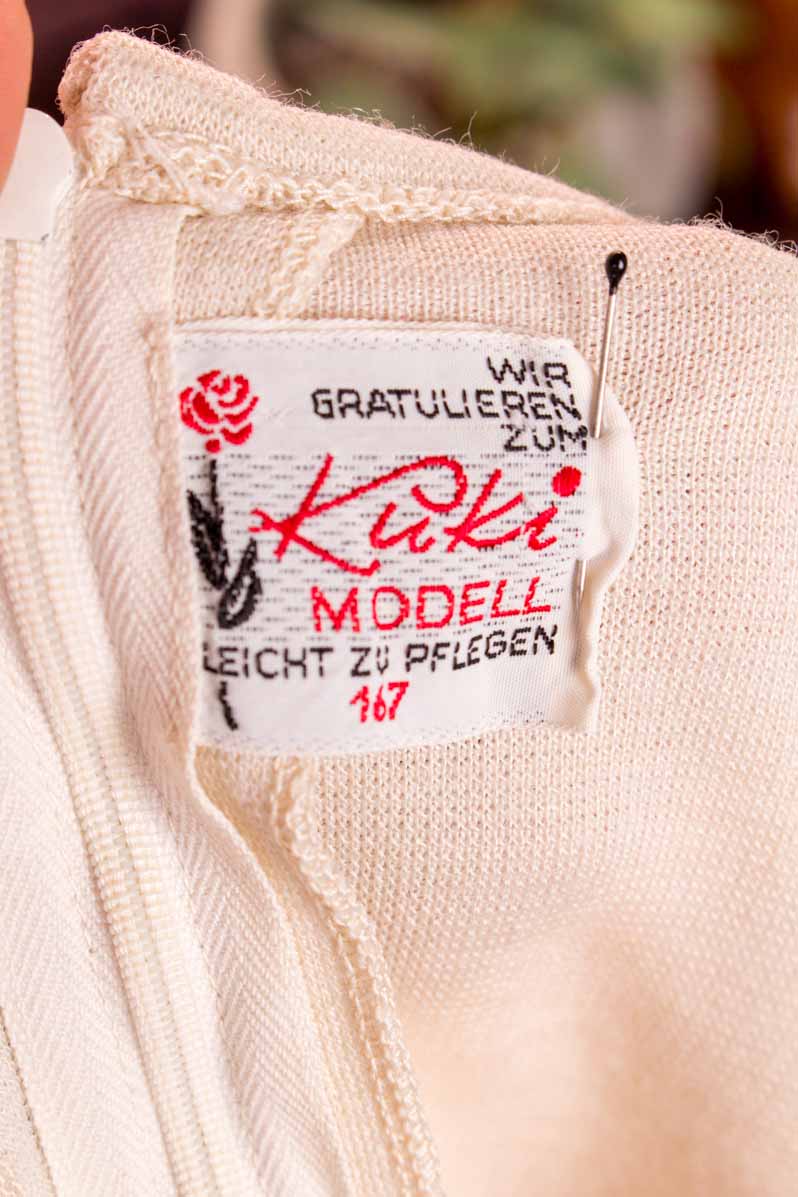 WIR
GRATULIEREN
ZUM
Kuki
MODELL
LEICHT ZU PFLEGEN
167